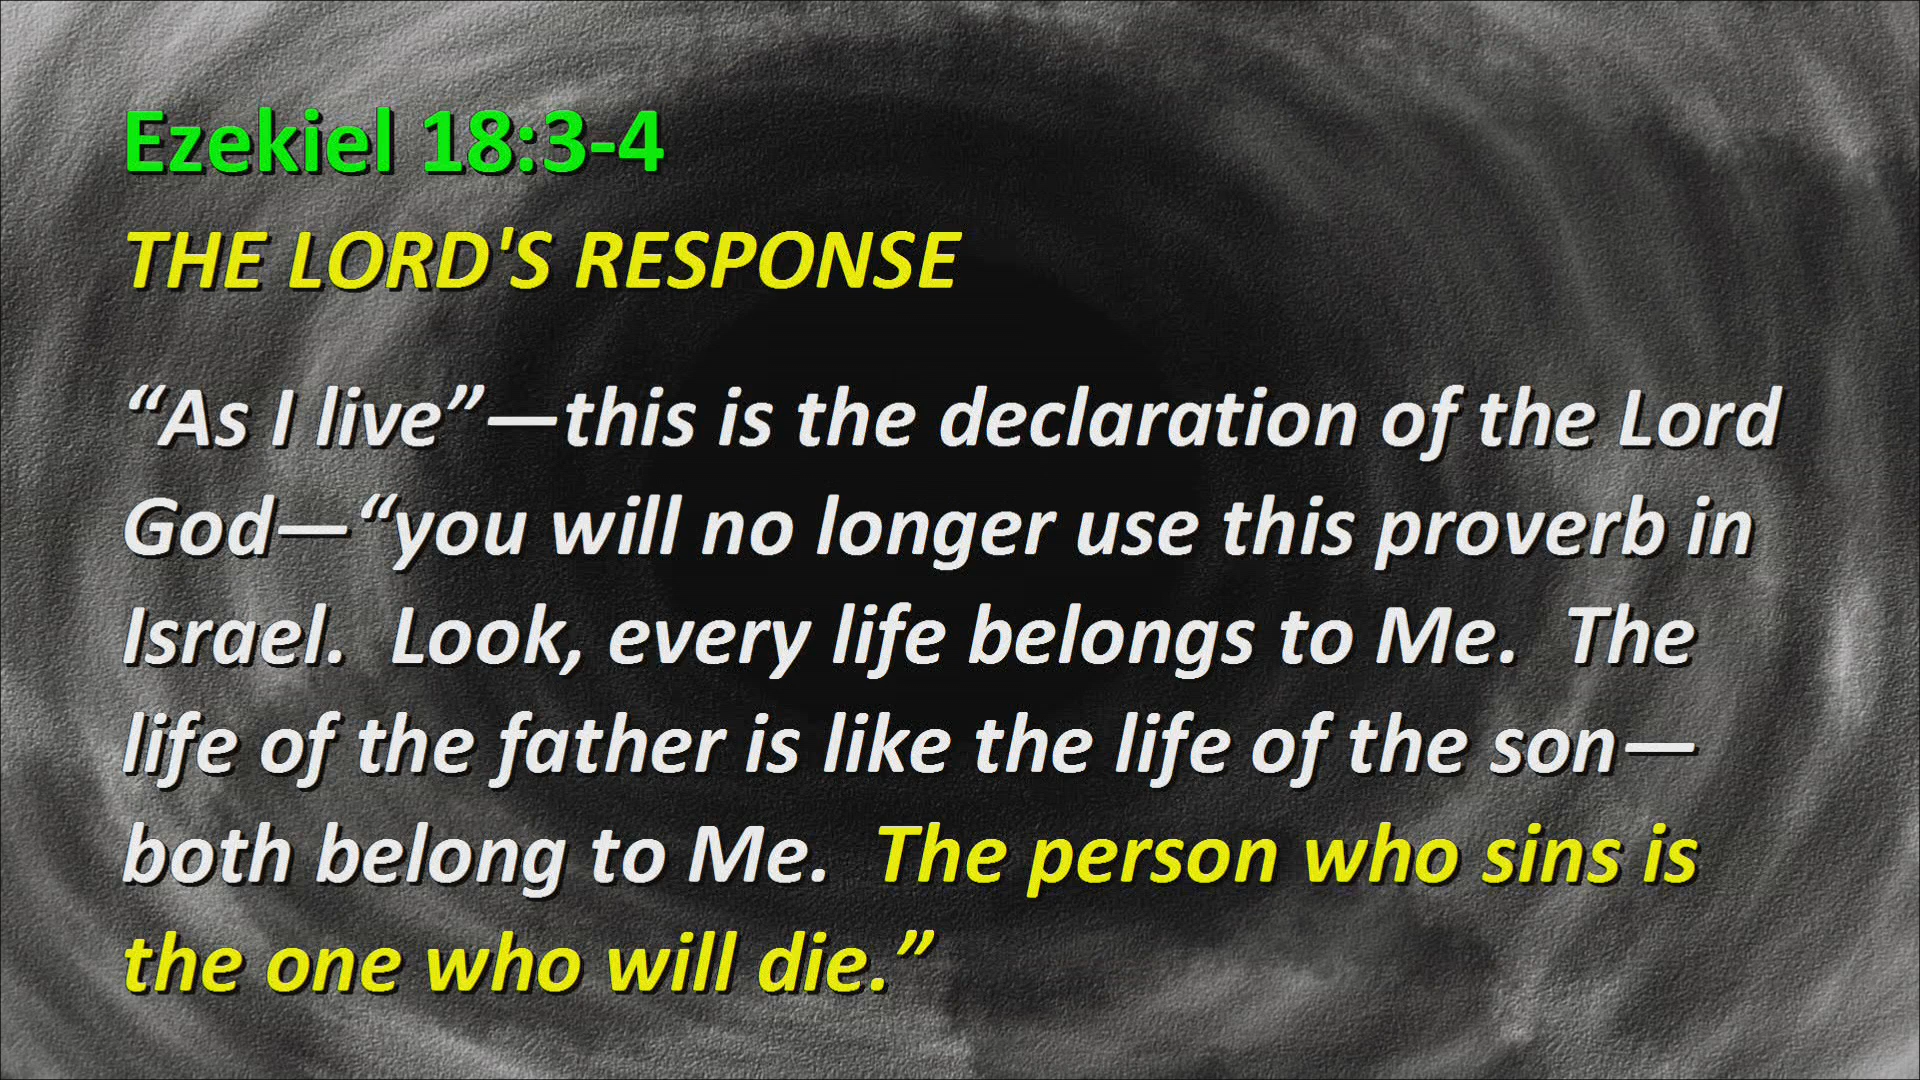 Ezekiel 18:3-4
THE LORD'S RESPONSE
“As I live”—this is the declaration of the Lord
God—“you will no longer use this proverb in
Israel.  Look, every life belongs to Me.  The
life of the father is like the life of the son—
both belong to Me.  The person who sins is
the one who will die.”